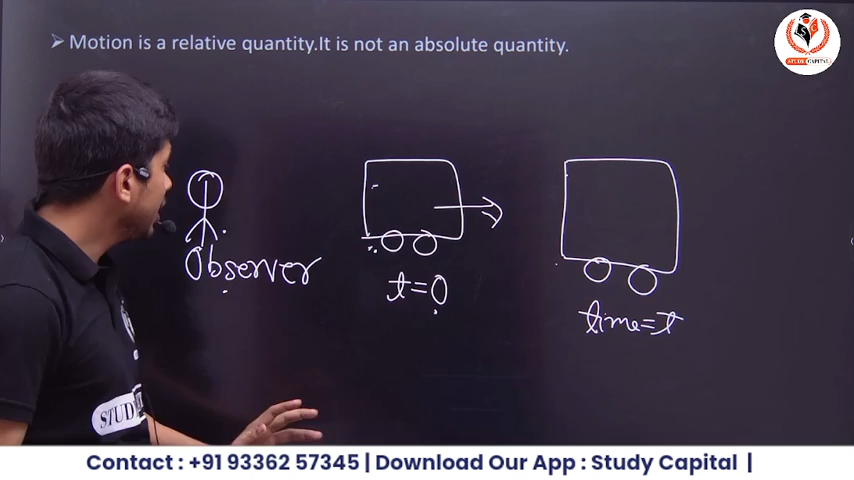 ➤ Motion is a relative quantity.It is not an absolute quantity.
STUDY CAPITAL
Observer
t=0
time=t
STUD
Contact : +91 93362 57345 | Download Our App : Study Capital |